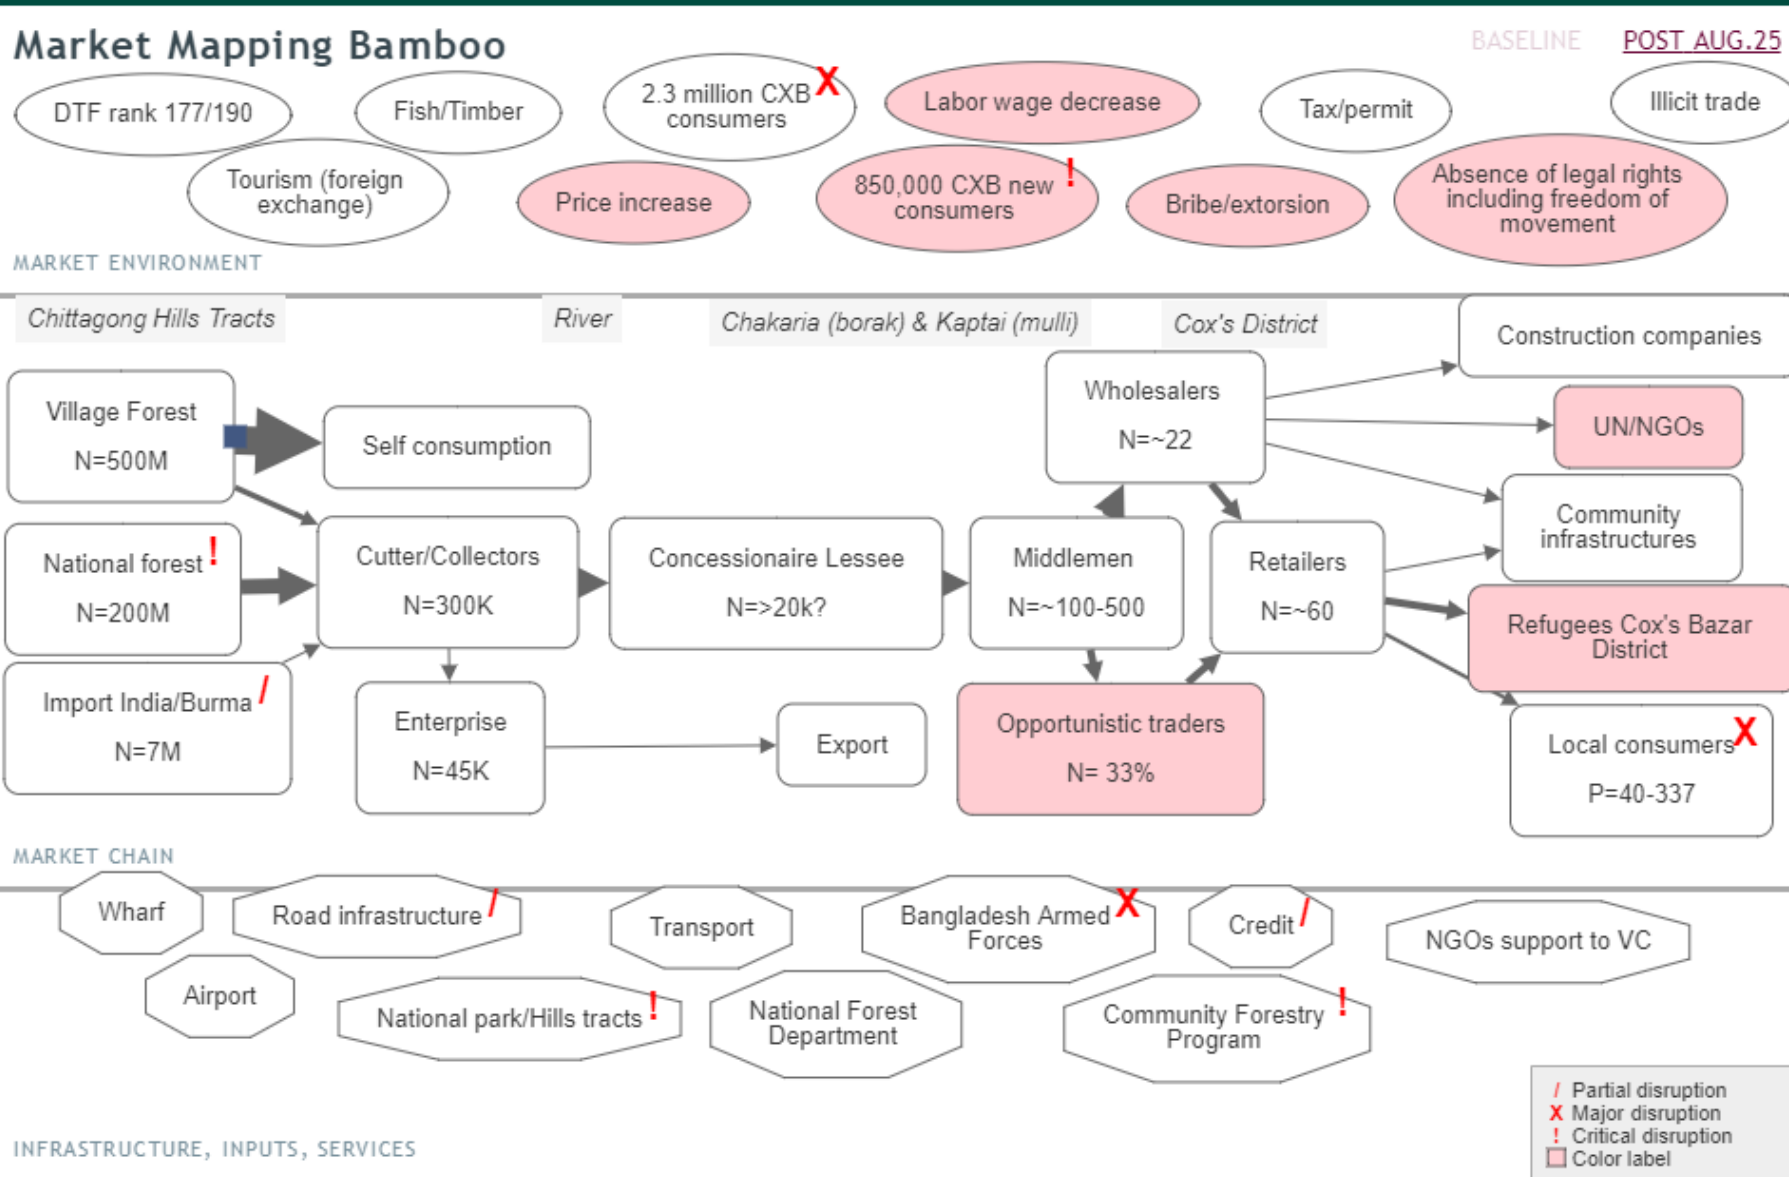 Market Mapping Bamboo
BASELINE
POST AUG.25
DTF rank 177/190
Fish/Timber
2.3 million CXB X
consumers
Labor wage decrease
Tax/permit
Illicit trade
Tourism (foreign
exchange)
Price increase
850,000 CXB new !
consumers
Bribe/extorsion
Absence of legal rights
including freedom of
movement
MARKET ENVIRONMENT
Chittagong Hills Tracts
River
Chakaria (borak) & Kaptai (mulli)
Cox's District
Village Forest
N=500M
Self consumption
Wholesalers
N=~22
Construction companies
UN/NGOs
Community
infrastructures
National forest !
N=200M
Cutter/Collectors
N=300K
Concessionaire Lessee
N=>20k?
Middlemen
N=~100-500
Retailers
N=~60
Refugees Cox's Bazar
District
Import India/Burma /
N=7M
Enterprise
N=45K
Export
Opportunistic traders
N= 33%
Local consumers X
P=40-337
MARKET CHAIN
Wharf
Road infrastructure /
Transport
Bangladesh Armed X
Forces
Credit /
NGOs support to VC
Airport
National park/Hills tracts !
National Forest
Department
Community Forestry !
Program
/ Partial disruption
X Major disruption
! Critical disruption
Color label
INFRASTRUCTURE, INPUTS, SERVICES